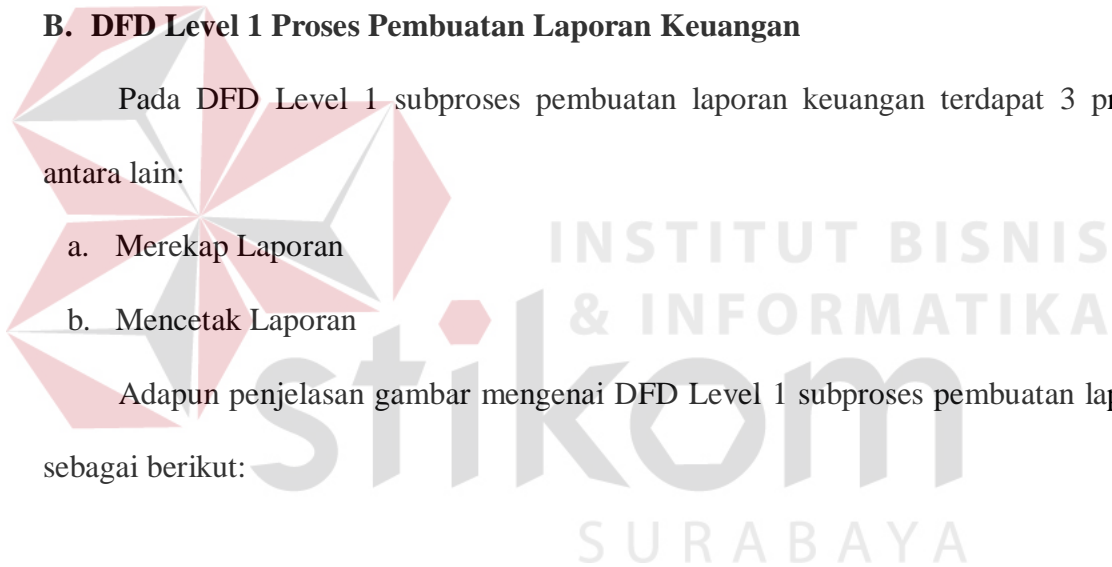 B. DFD Level 1 Proses Pembuatan Laporan Keuangan
Pada DFD Level 1 subproses pembuatan laporan keuangan terdapat 3
antara lain:
a. Merekap Laporan
b. Mencetak Laporan
Adapun penjelasan gambar mengenai DFD Level 1 subproses pembuatan
sebagai berikut:
INSTITUT BISNIS
& INFORMATIKA
stikom
SURABAYA